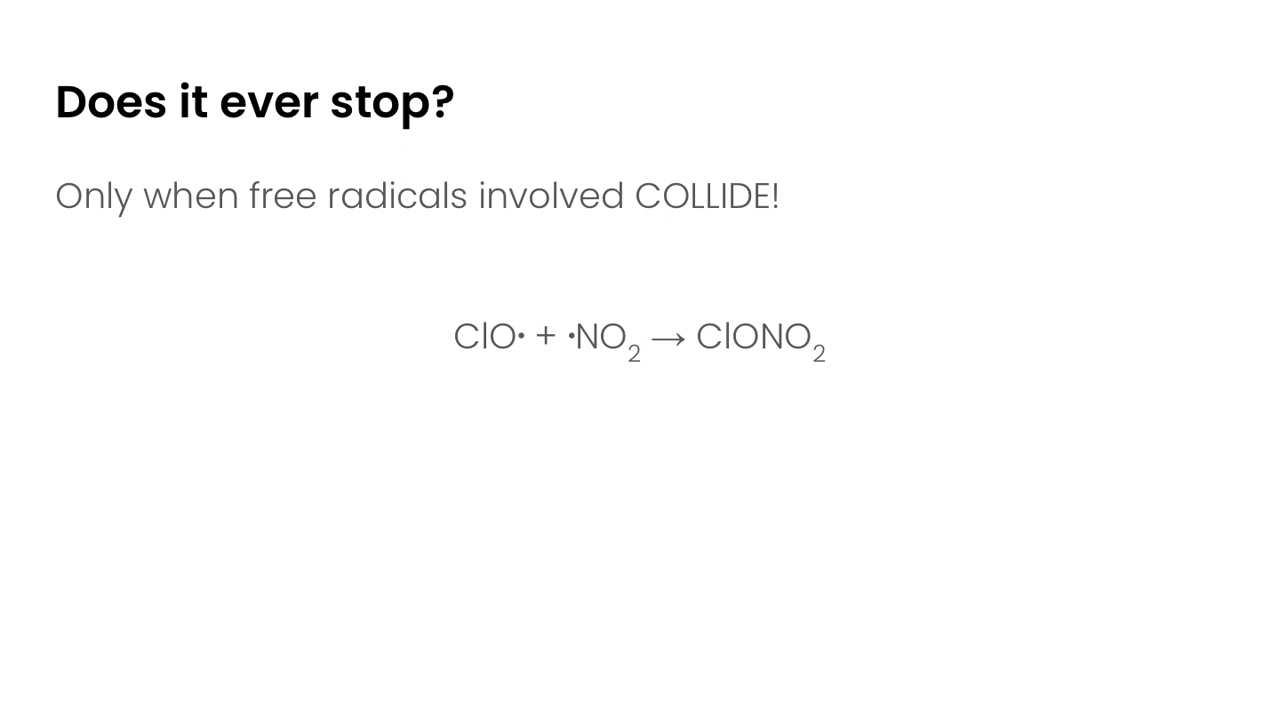 Does it ever stop?
Only when free radicals involved COLLIDE!
ClO• + •NO₂ → ClONO₂